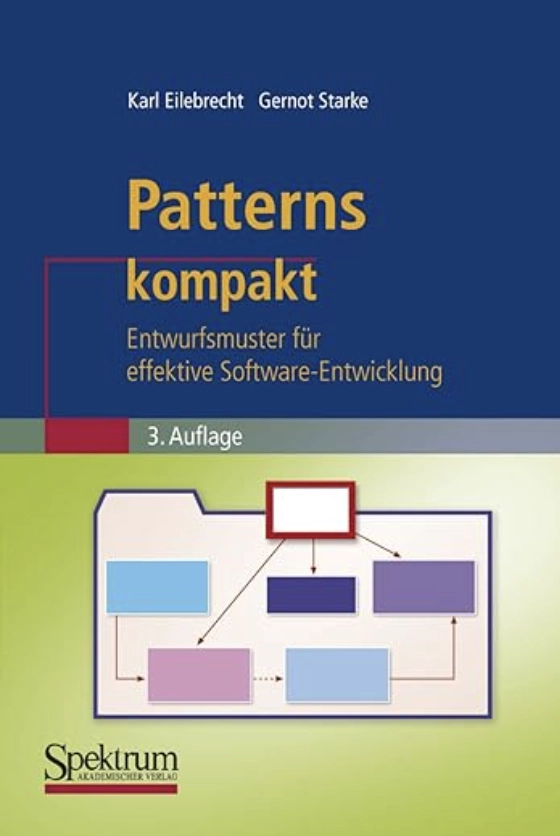 Karl Eilebrecht Gernot Starke
Patterns
kompakt
Entwurfsmuster für
effektive Software-Entwicklung
3. Auflage
Spektrum
AKADEMISCHER VERLAG